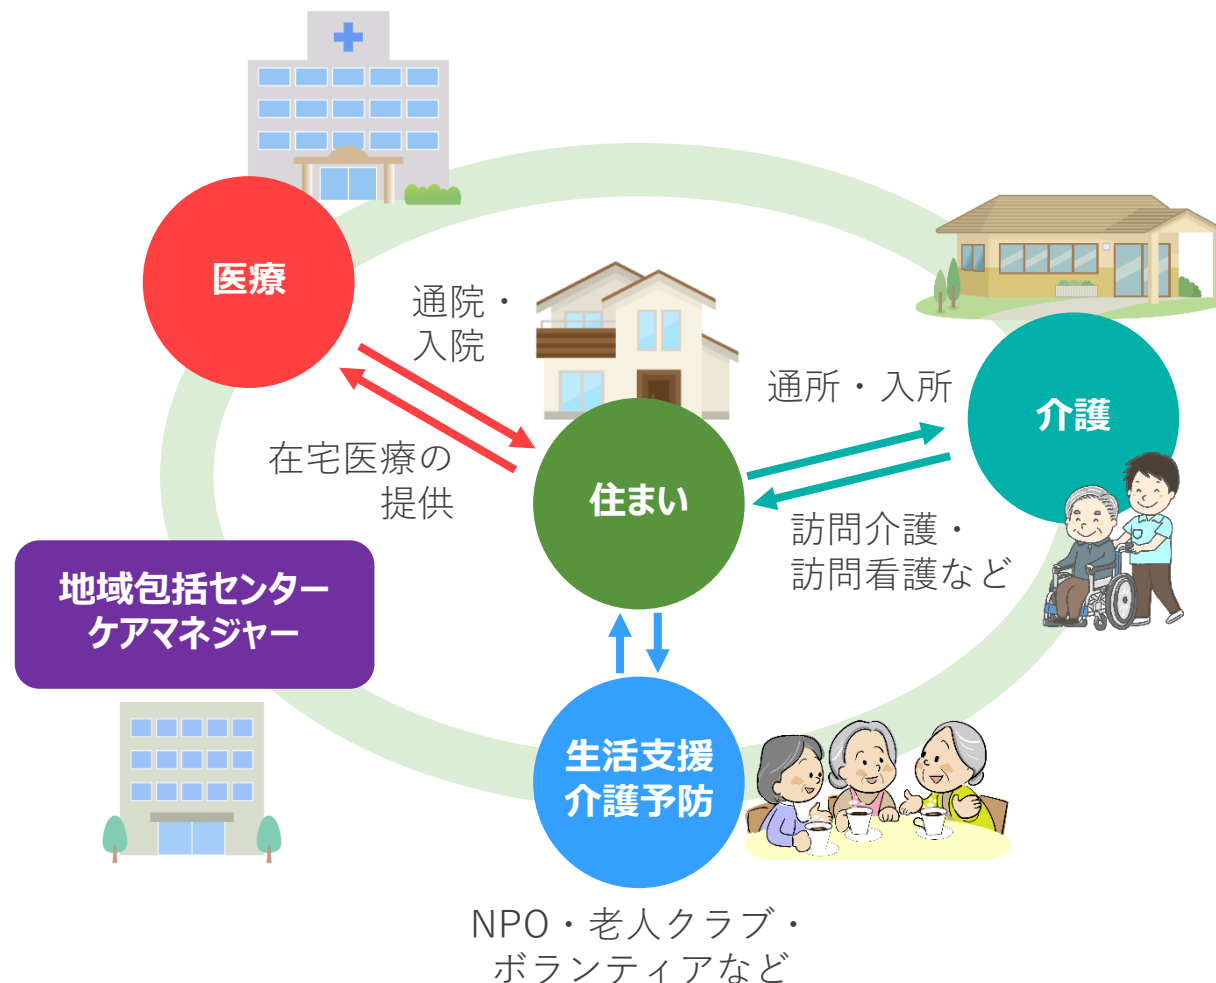 医療
通院・
入院
在宅医療の
提供
住まい
通所・入所
介護
訪問介護・
訪問看護など
地域包括センター
ケアマネジャー
生活支援
介護予防
NPO・老人クラブ・
ボランティアなど